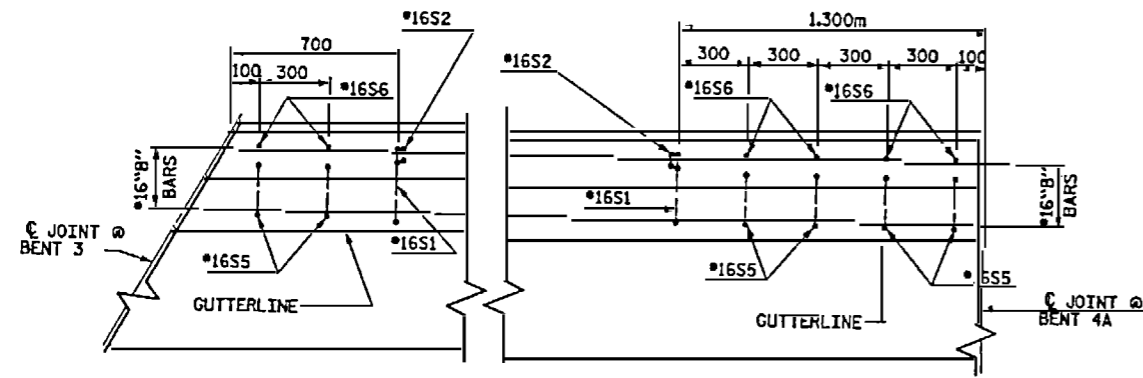 #16S2
700
100
300
#16S6
#16"B"
BARS
℄ JOINT @
BENT 3
#16S5
#16S1
GUTTERLINE
1.300m
300
300
300
300
100
#16S2
#16S6
#16S6
#16S1
#16"B"
BARS
#16S5
6S5
GUTTERLINE
℄ JOINT @
BENT 4A